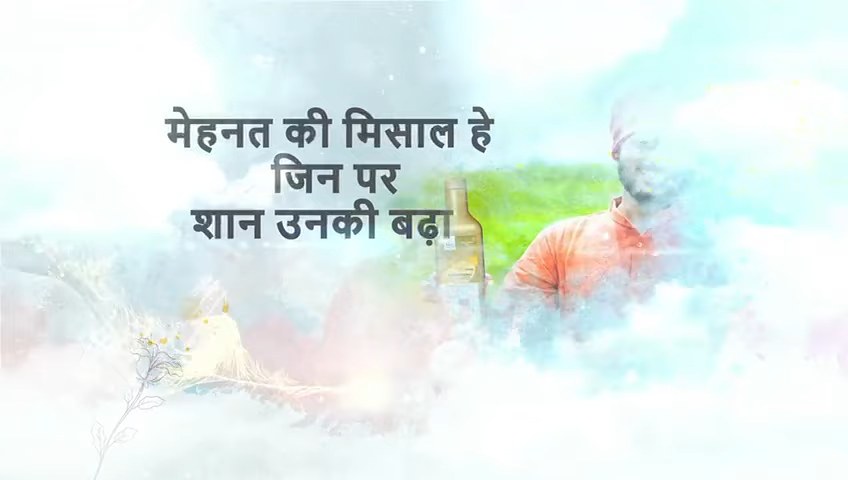 मेहनत की मिसाल हे
जिन पर
शान उनकी बढ़ा